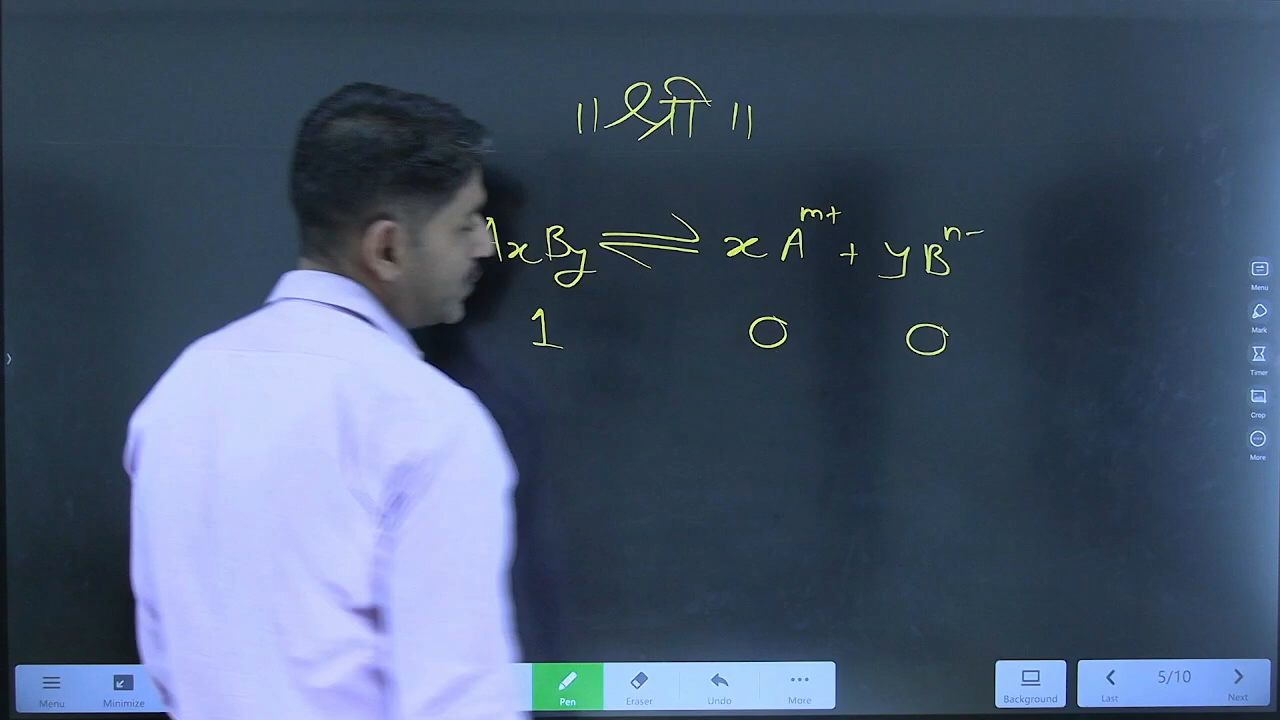 ॥ श्री ॥
AxBy ⇌ xA^m+ + yB^n-
1 0 0
Menu
Mark
Timer
Crop
More
Menu Minimize Pen Eraser Undo More Background Last 5/10 Next